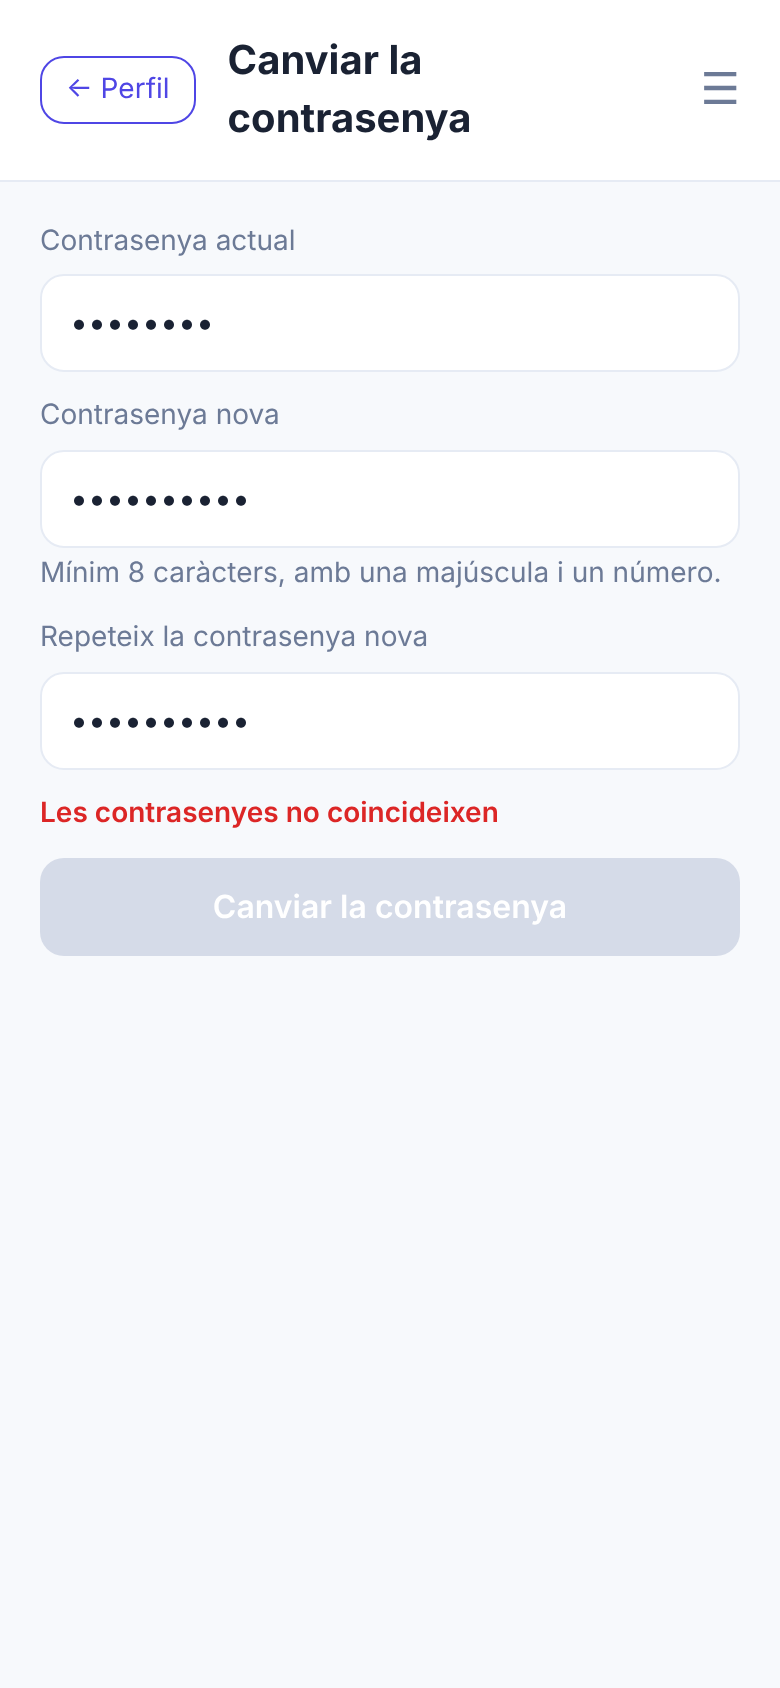 ← Perfil
Canviar la
contrasenya
☰
Contrasenya actual
••••••••
Contrasenya nova
••••••••••
Mínim 8 caràcters, amb una majúscula i un número.
Repeteix la contrasenya nova
••••••••••
Les contrasenyes no coincideixen
Canviar la contrasenya